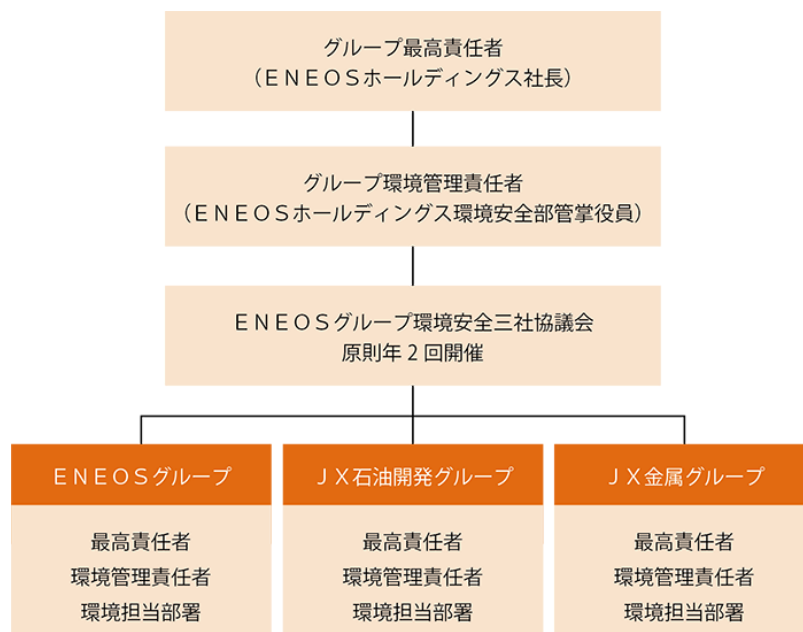 グループ最高責任者
（ＥＮＥＯＳホールディングス社長）
グループ環境管理責任者
（ＥＮＥＯＳホールディングス環境安全部管掌役員）
ＥＮＥＯＳグループ環境安全三社協議会
原則年２回開催
ＥＮＥＯＳグループ
最高責任者
環境管理責任者
環境担当部署
ＪＸ石油開発グループ
最高責任者
環境管理責任者
環境担当部署
ＪＸ金属グループ
最高責任者
環境管理責任者
環境担当部署